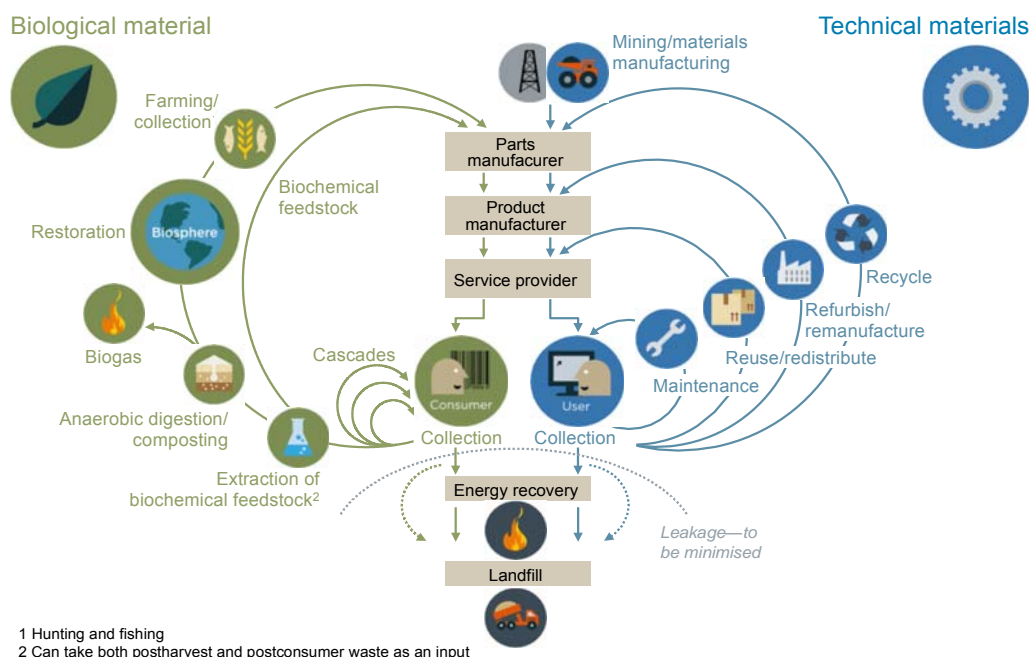 Biological material
Technical materials
Mining/materials
manufacturing
Farming/
collection¹
Parts
manufacurer
Biochemical
feedstock
Product
manufacturer
Restoration
Biosphere
Recycle
Service provider
Refurbish/
remanufacture
Biogas
Cascades
Reuse/redistribute
Maintenance
Consumer
User
Anaerobic digestion/
composting
Collection
Collection
Extraction of
biochemical feedstock²
Energy recovery
Leakage—to
be minimised
Landfill
1 Hunting and fishing
2 Can take both postharvest and postconsumer waste as an input